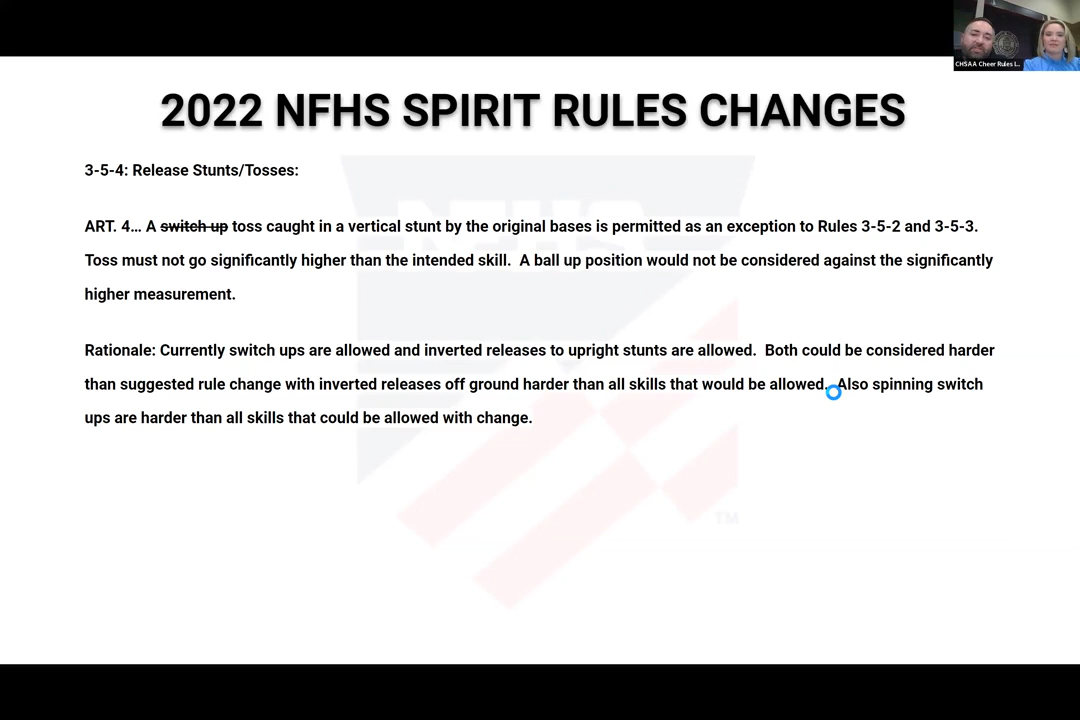 CHSAA Cheer Rules L..
2022 NFHS SPIRIT RULES CHANGES
3-5-4: Release Stunts/Tosses:
ART. 4... A switch up toss caught in a vertical stunt by the original bases is permitted as an exception to Rules 3-5-2 and 3-5-3.
Toss must not go significantly higher than the intended skill. A ball up position would not be considered against the significantly
higher measurement.
Rationale: Currently switch ups are allowed and inverted releases to upright stunts are allowed. Both could be considered harder
than suggested rule change with inverted releases off ground harder than all skills that would be allowed. Also spinning switch
ups are harder than all skills that could be allowed with change.
NFHS
TM